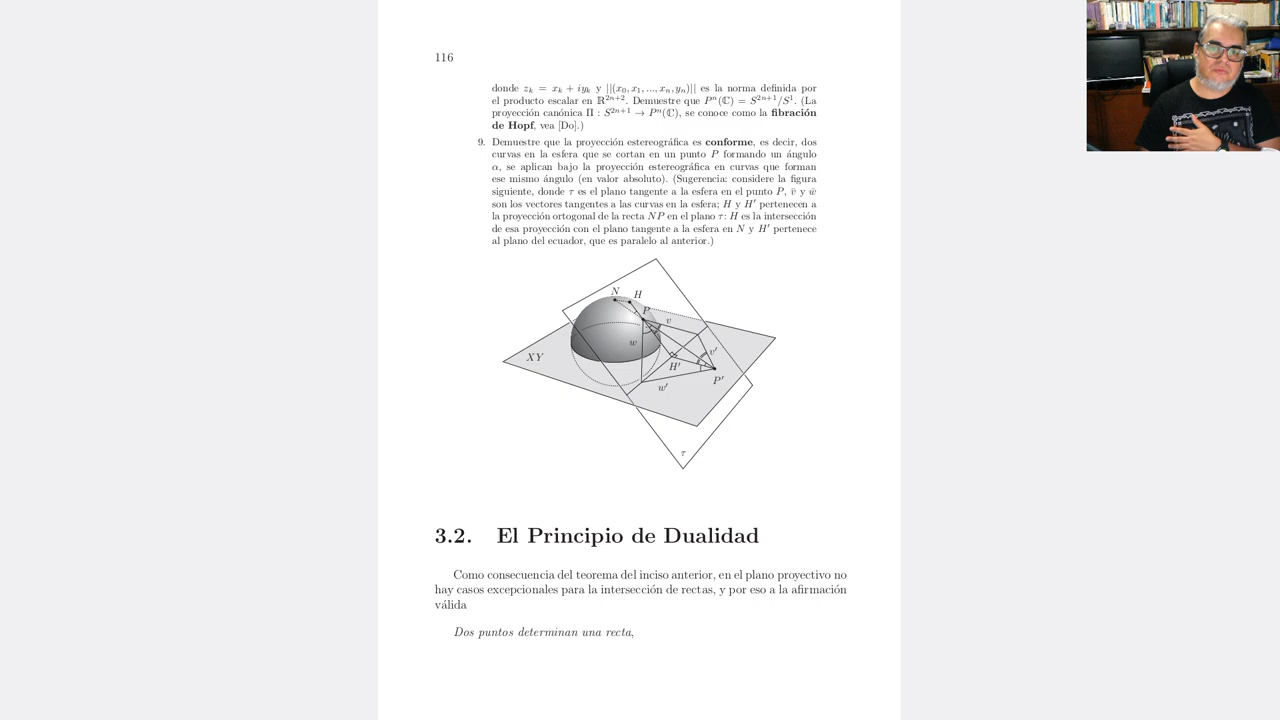 116
donde z_k = x_k + iy_k y ||(x_0, x_1, ..., x_n, y_n)|| es la norma definida por
el producto escalar en ℝ^{2n+2}. Demuestre que P^n(ℂ) = S^{2n+1}/S^1. (La
proyección canónica Π : S^{2n+1} → P^n(ℂ), se conoce como la fibración
de Hopf, vea [Do].)
9. Demuestre que la proyección estereográfica es conforme, es decir, dos
curvas en la esfera que se cortan en un punto P formando un ángulo
α, se aplican bajo la proyección estereográfica en curvas que forman
ese mismo ángulo (en valor absoluto). (Sugerencia: considere la figura
siguiente, donde τ es el plano tangente a la esfera en el punto P, v̄ y w̄
son los vectores tangentes a las curvas en la esfera; H y H′ pertenecen a
la proyección ortogonal de la recta NP en el plano τ: H es la intersección
de esa proyección con el plano tangente a la esfera en N y H′ pertenece
al plano del ecuador, que es paralelo al anterior.)
N
H
P
v
w
XY
v′
H′
P′
w′
τ
3.2. El Principio de Dualidad
Como consecuencia del teorema del inciso anterior, en el plano proyectivo no
hay casos excepcionales para la intersección de rectas, y por eso a la afirmación
válida
Dos puntos determinan una recta,